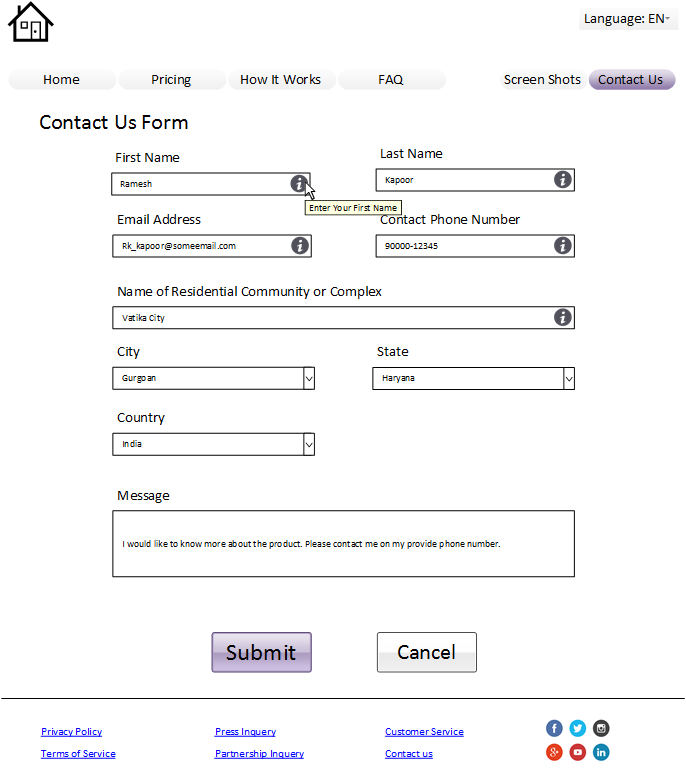 Language: EN
Home Pricing How It Works FAQ Screen Shots Contact Us
Contact Us Form
First Name Last Name
Ramesh Kapoor
Enter Your First Name
Email Address Contact Phone Number
Rk_kapoor@someemail.com 90000-12345
Name of Residential Community or Complex
Vatika City
City State
Gurgoan Haryana
Country
India
Message
I would like to know more about the product. Please contact me on my provide phone number.
Submit Cancel
Privacy Policy Press Inquery Customer Service
Terms of Service Partnership Inquery Contact us